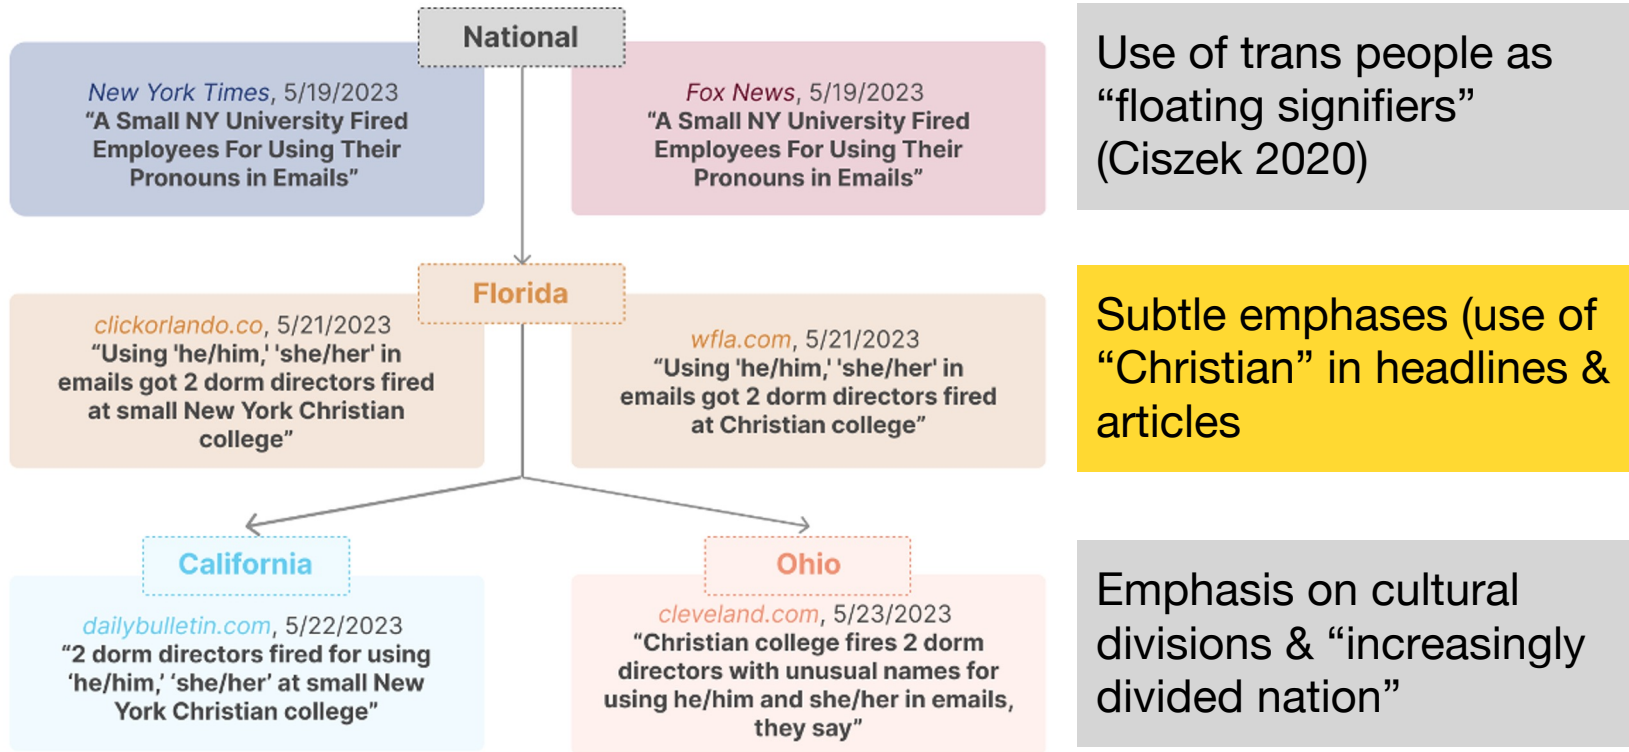 National
New York Times, 5/19/2023
“A Small NY University Fired
Employees For Using Their
Pronouns in Emails”
Fox News, 5/19/2023
“A Small NY University Fired
Employees For Using Their
Pronouns in Emails”
Use of trans people as
“floating signifiers”
(Ciszek 2020)
Florida
clickorlando.co, 5/21/2023
“Using 'he/him,' 'she/her' in
emails got 2 dorm directors fired
at small New York Christian
college”
wfla.com, 5/21/2023
“Using 'he/him,' 'she/her' in
emails got 2 dorm directors fired
at Christian college”
Subtle emphases (use of
“Christian” in headlines &
articles
California
dailybulletin.com, 5/22/2023
“2 dorm directors fired for using
‘he/him,’ ‘she/her’ at small New
York Christian college”
Ohio
cleveland.com, 5/23/2023
“Christian college fires 2 dorm
directors with unusual names for
using he/him and she/her in emails,
they say”
Emphasis on cultural
divisions & “increasingly
divided nation”